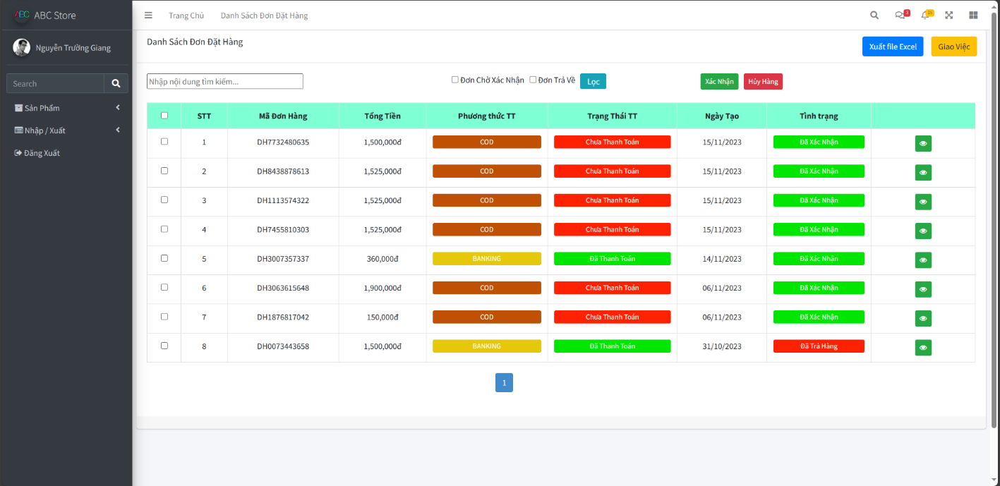 AEC ABC Store
Trang Chủ Danh Sách Đơn Đặt Hàng 3 15
Nguyễn Trường Giang
Search
Sản Phẩm
Nhập / Xuất
Đăng Xuất
Danh Sách Đơn Đặt Hàng Xuất file Excel Giao Việc
Nhập nội dung tìm kiếm... Đơn Chờ Xác Nhận Đơn Trả Về Lọc Xác Nhận Hủy Hàng
STT Mã Đơn Hàng Tổng Tiền Phương thức TT Trạng Thái TT Ngày Tạo Tình trạng
1 DH7732480635 1,500,000đ COD Chưa Thanh Toán 15/11/2023 Đã Xác Nhận
2 DH8438878613 1,525,000đ COD Chưa Thanh Toán 15/11/2023 Đã Xác Nhận
3 DH1113574322 1,525,000đ COD Chưa Thanh Toán 15/11/2023 Đã Xác Nhận
4 DH7455810303 1,525,000đ COD Chưa Thanh Toán 15/11/2023 Đã Xác Nhận
5 DH3007357337 360,000đ BANKING Đã Thanh Toán 14/11/2023 Đã Xác Nhận
6 DH3063615648 1,900,000đ COD Chưa Thanh Toán 06/11/2023 Đã Xác Nhận
7 DH1876817042 150,000đ COD Chưa Thanh Toán 06/11/2023 Đã Xác Nhận
8 DH0073443658 1,500,000đ BANKING Đã Thanh Toán 31/10/2023 Đã Trả Hàng
1